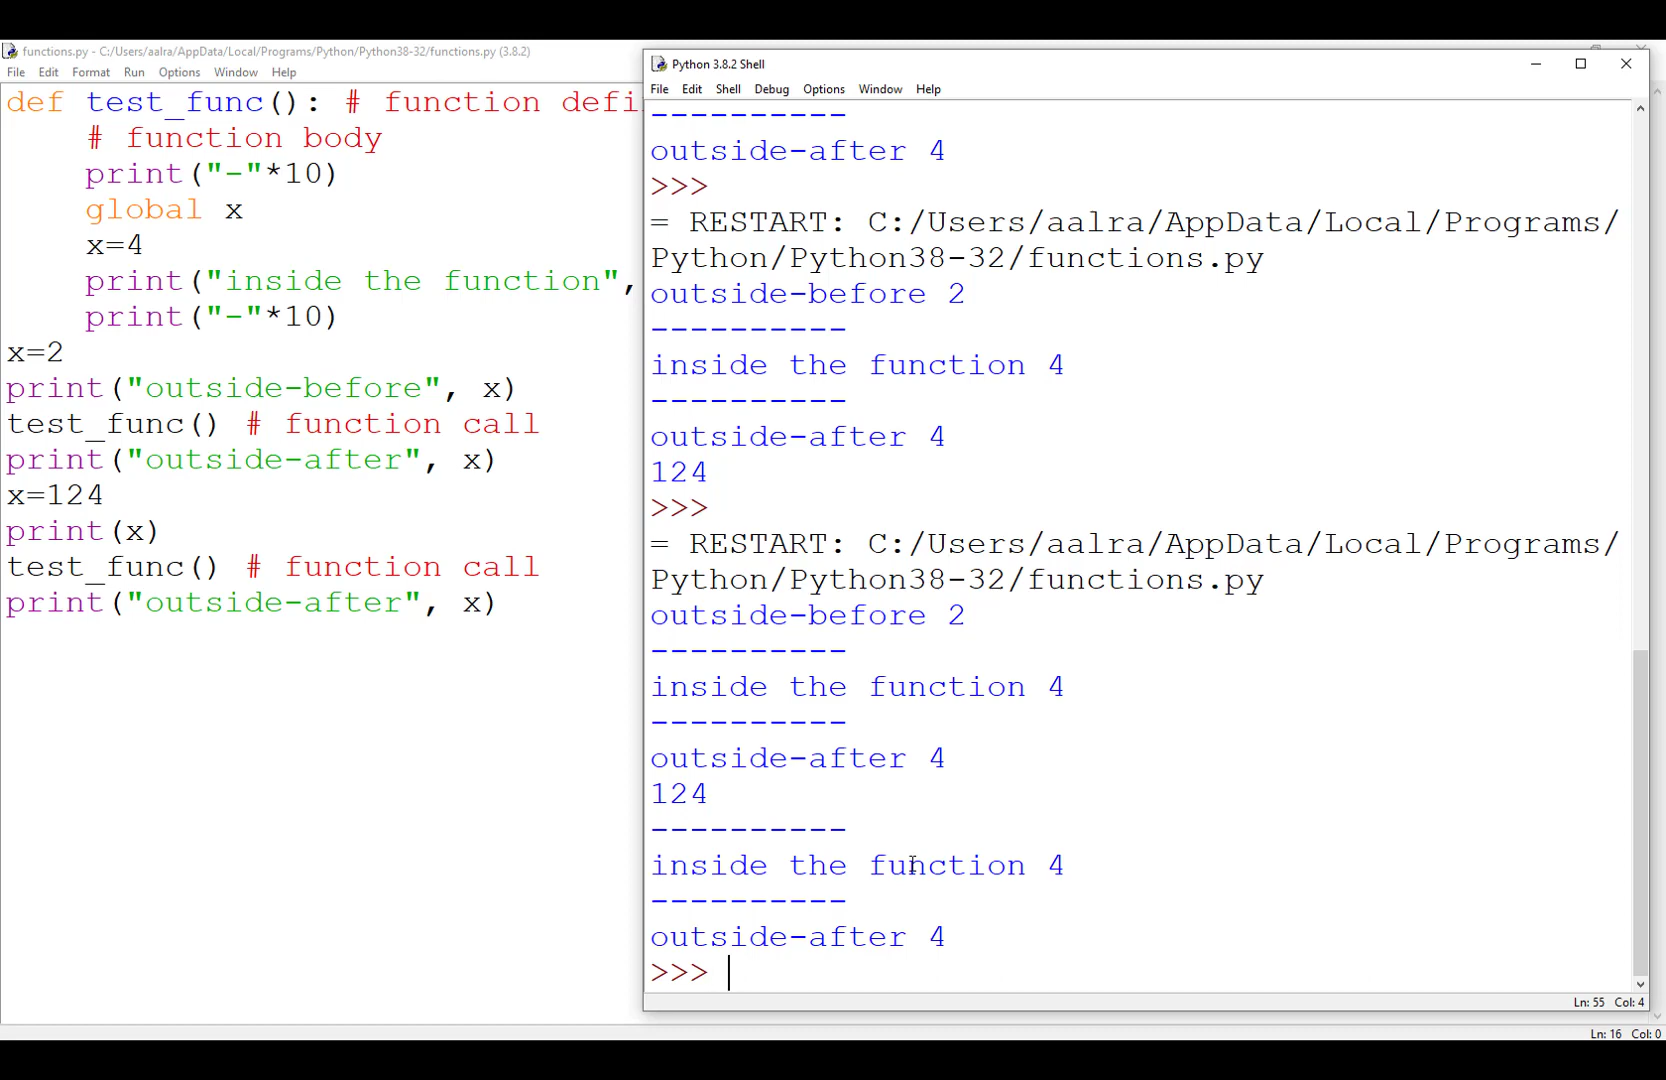 functions.py - C:/Users/aalra/AppData/Local/Programs/Python/Python38-32/functions.py (3.8.2)
File Edit Format Run Options Window Help
def test_func(): # function defi
# function body
print("-"*10)
global x
x=4
print("inside the function",
print("-"*10)
x=2
print("outside-before", x)
test_func() # function call
print("outside-after", x)
x=124
print(x)
test_func() # function call
print("outside-after", x)
Ln: 16 Col: 0
Python 3.8.2 Shell
File Edit Shell Debug Options Window Help
----------
outside-after 4
>>>
= RESTART: C:/Users/aalra/AppData/Local/Programs/
Python/Python38-32/functions.py
outside-before 2
----------
inside the function 4
----------
outside-after 4
124
>>>
= RESTART: C:/Users/aalra/AppData/Local/Programs/
Python/Python38-32/functions.py
outside-before 2
----------
inside the function 4
----------
outside-after 4
124
----------
inside the function 4
----------
outside-after 4
>>>
Ln: 55 Col: 4